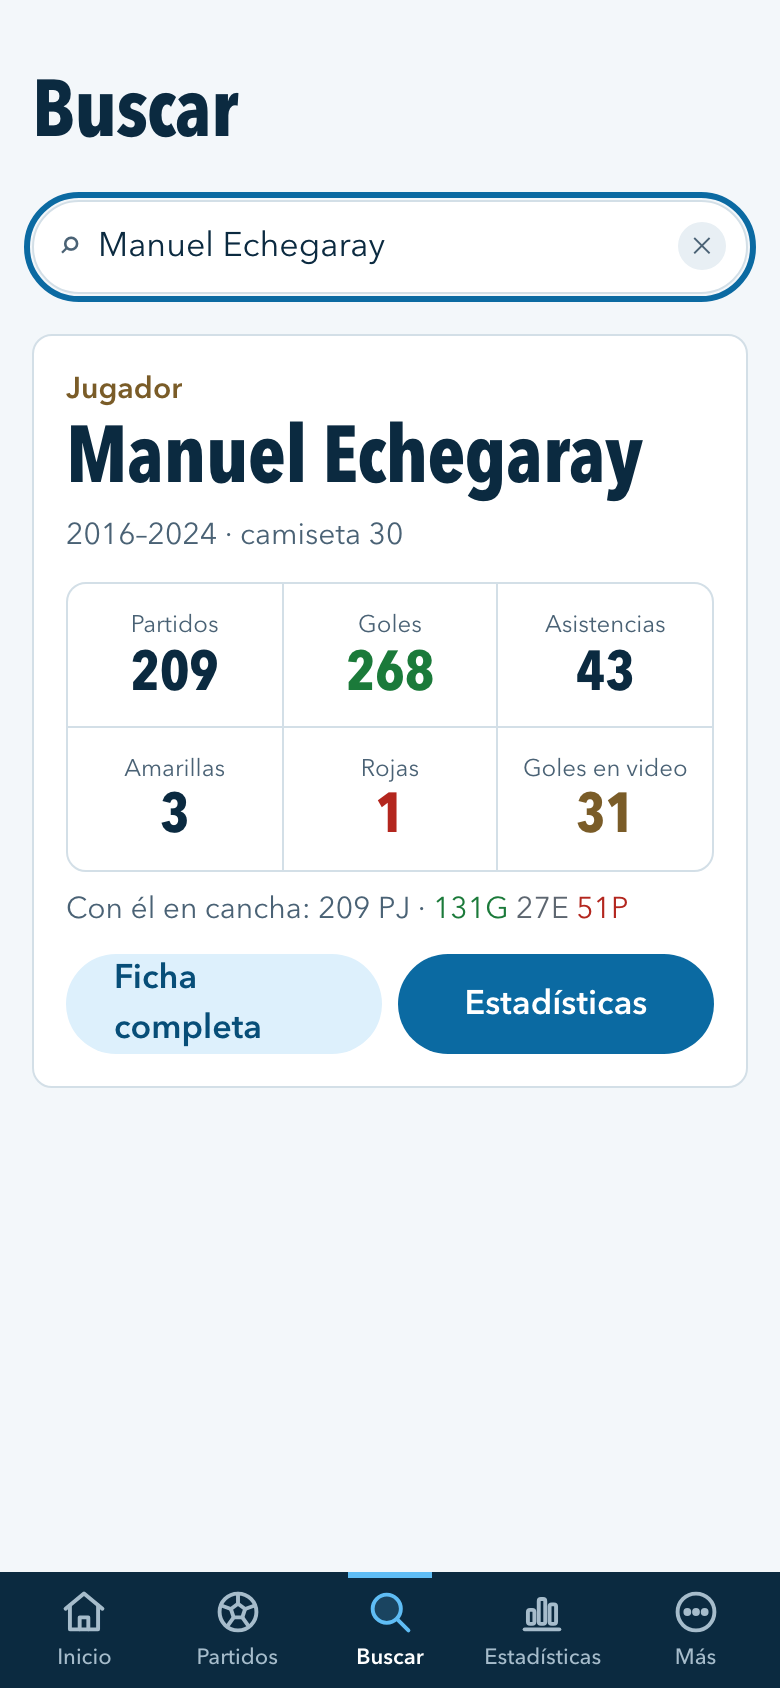 Buscar
Manuel Echegaray
Jugador
Manuel Echegaray
2016–2024 · camiseta 30
Partidos Goles Asistencias
209 268 43
Amarillas Rojas Goles en video
3 1 31
Con él en cancha: 209 PJ · 131G 27E 51P
Ficha
completa
Estadísticas
Inicio Partidos Buscar Estadísticas Más